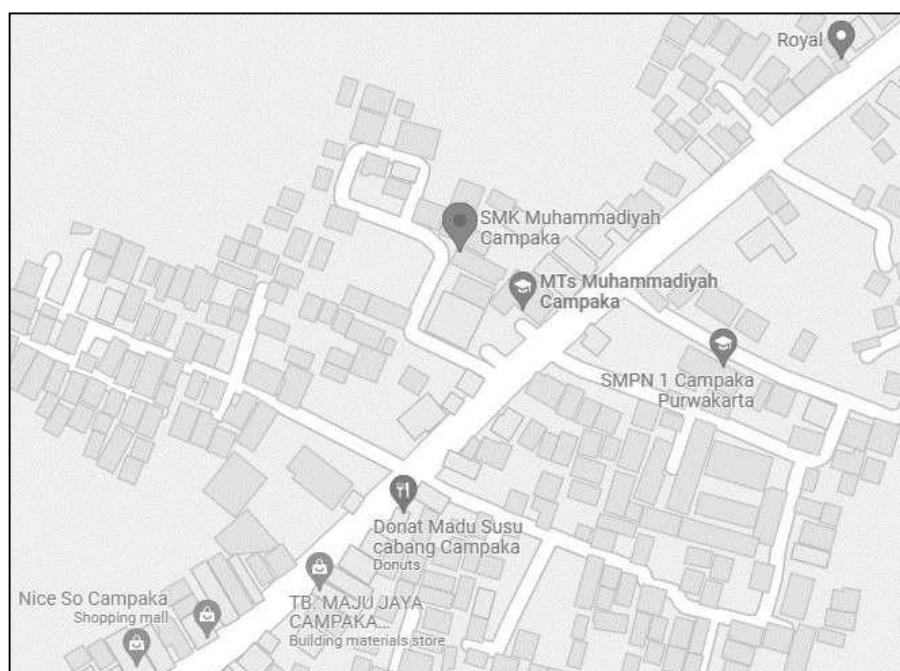 Royal
SMK Muhammadiyah
Campaka
MTs Muhammadiyah
Campaka
SMPN 1 Campaka
Purwakarta
Donat Madu Susu
cabang Campaka
Donuts
TB. MAJU JAYA
CAMPAKA...
Building materials store
Nice So Campaka
Shopping mall